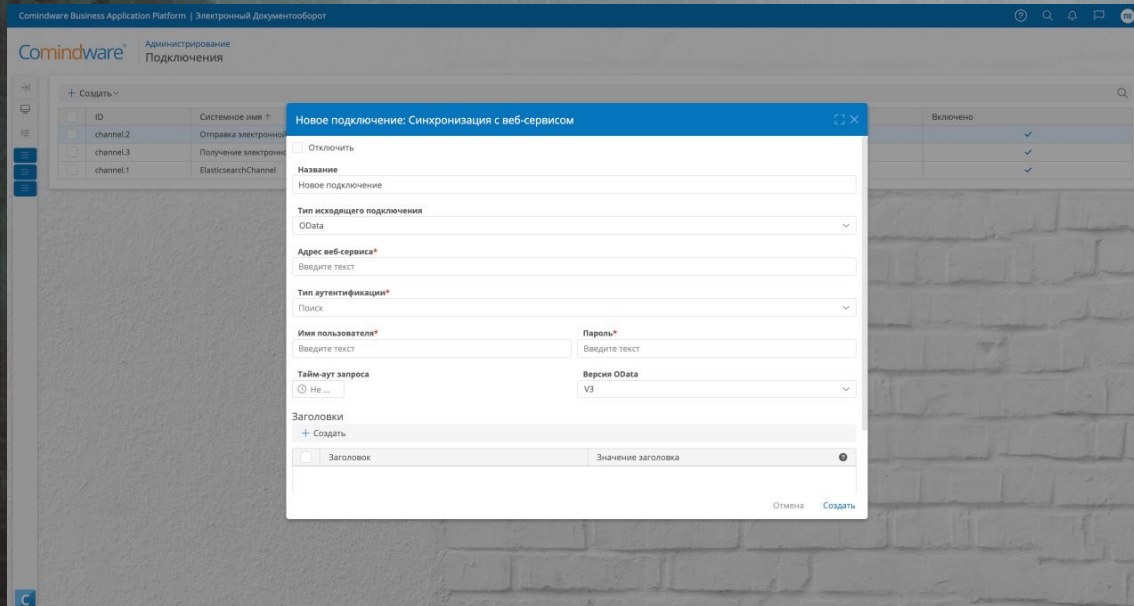 Comindware Business Application Platform | Электронный Документооборот
ПЕ
Comindware®
Администрирование
Подключения
+ Создать
ID Системное имя ↑ Включено
channel.2 Отправка электронной
channel.3 Получение электронно
channel.1 ElasticsearchChannel
Новое подключение: Синхронизация с веб-сервисом
Отключить
Название
Новое подключение
Тип исходящего подключения
OData
Адрес веб-сервиса*
Введите текст
Тип аутентификации*
Поиск
Имя пользователя* Пароль*
Введите текст Введите текст
Тайм-аут запроса Версия OData
Не ... V3
Заголовки
+ Создать
Заголовок Значение заголовка
Отмена Создать